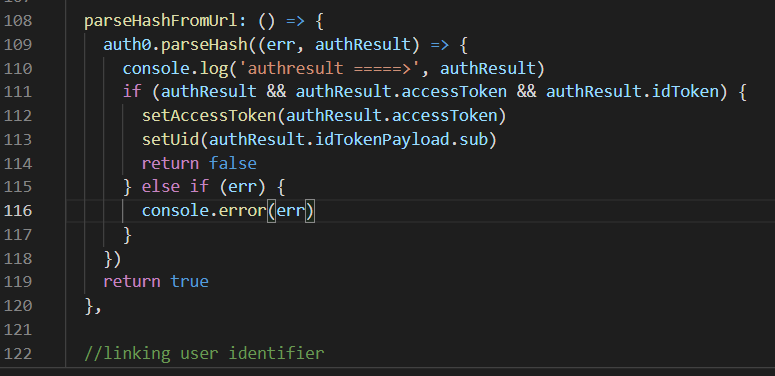 108 parseHashFromUrl: () => {
109 auth0.parseHash((err, authResult) => {
110 console.log('authresult =====>', authResult)
111 if (authResult && authResult.accessToken && authResult.idToken) {
112 setAccessToken(authResult.accessToken)
113 setUid(authResult.idTokenPayload.sub)
114 return false
115 } else if (err) {
116 console.error(err)
117 }
118 })
119 return true
120 },
121
122 //linking user identifier